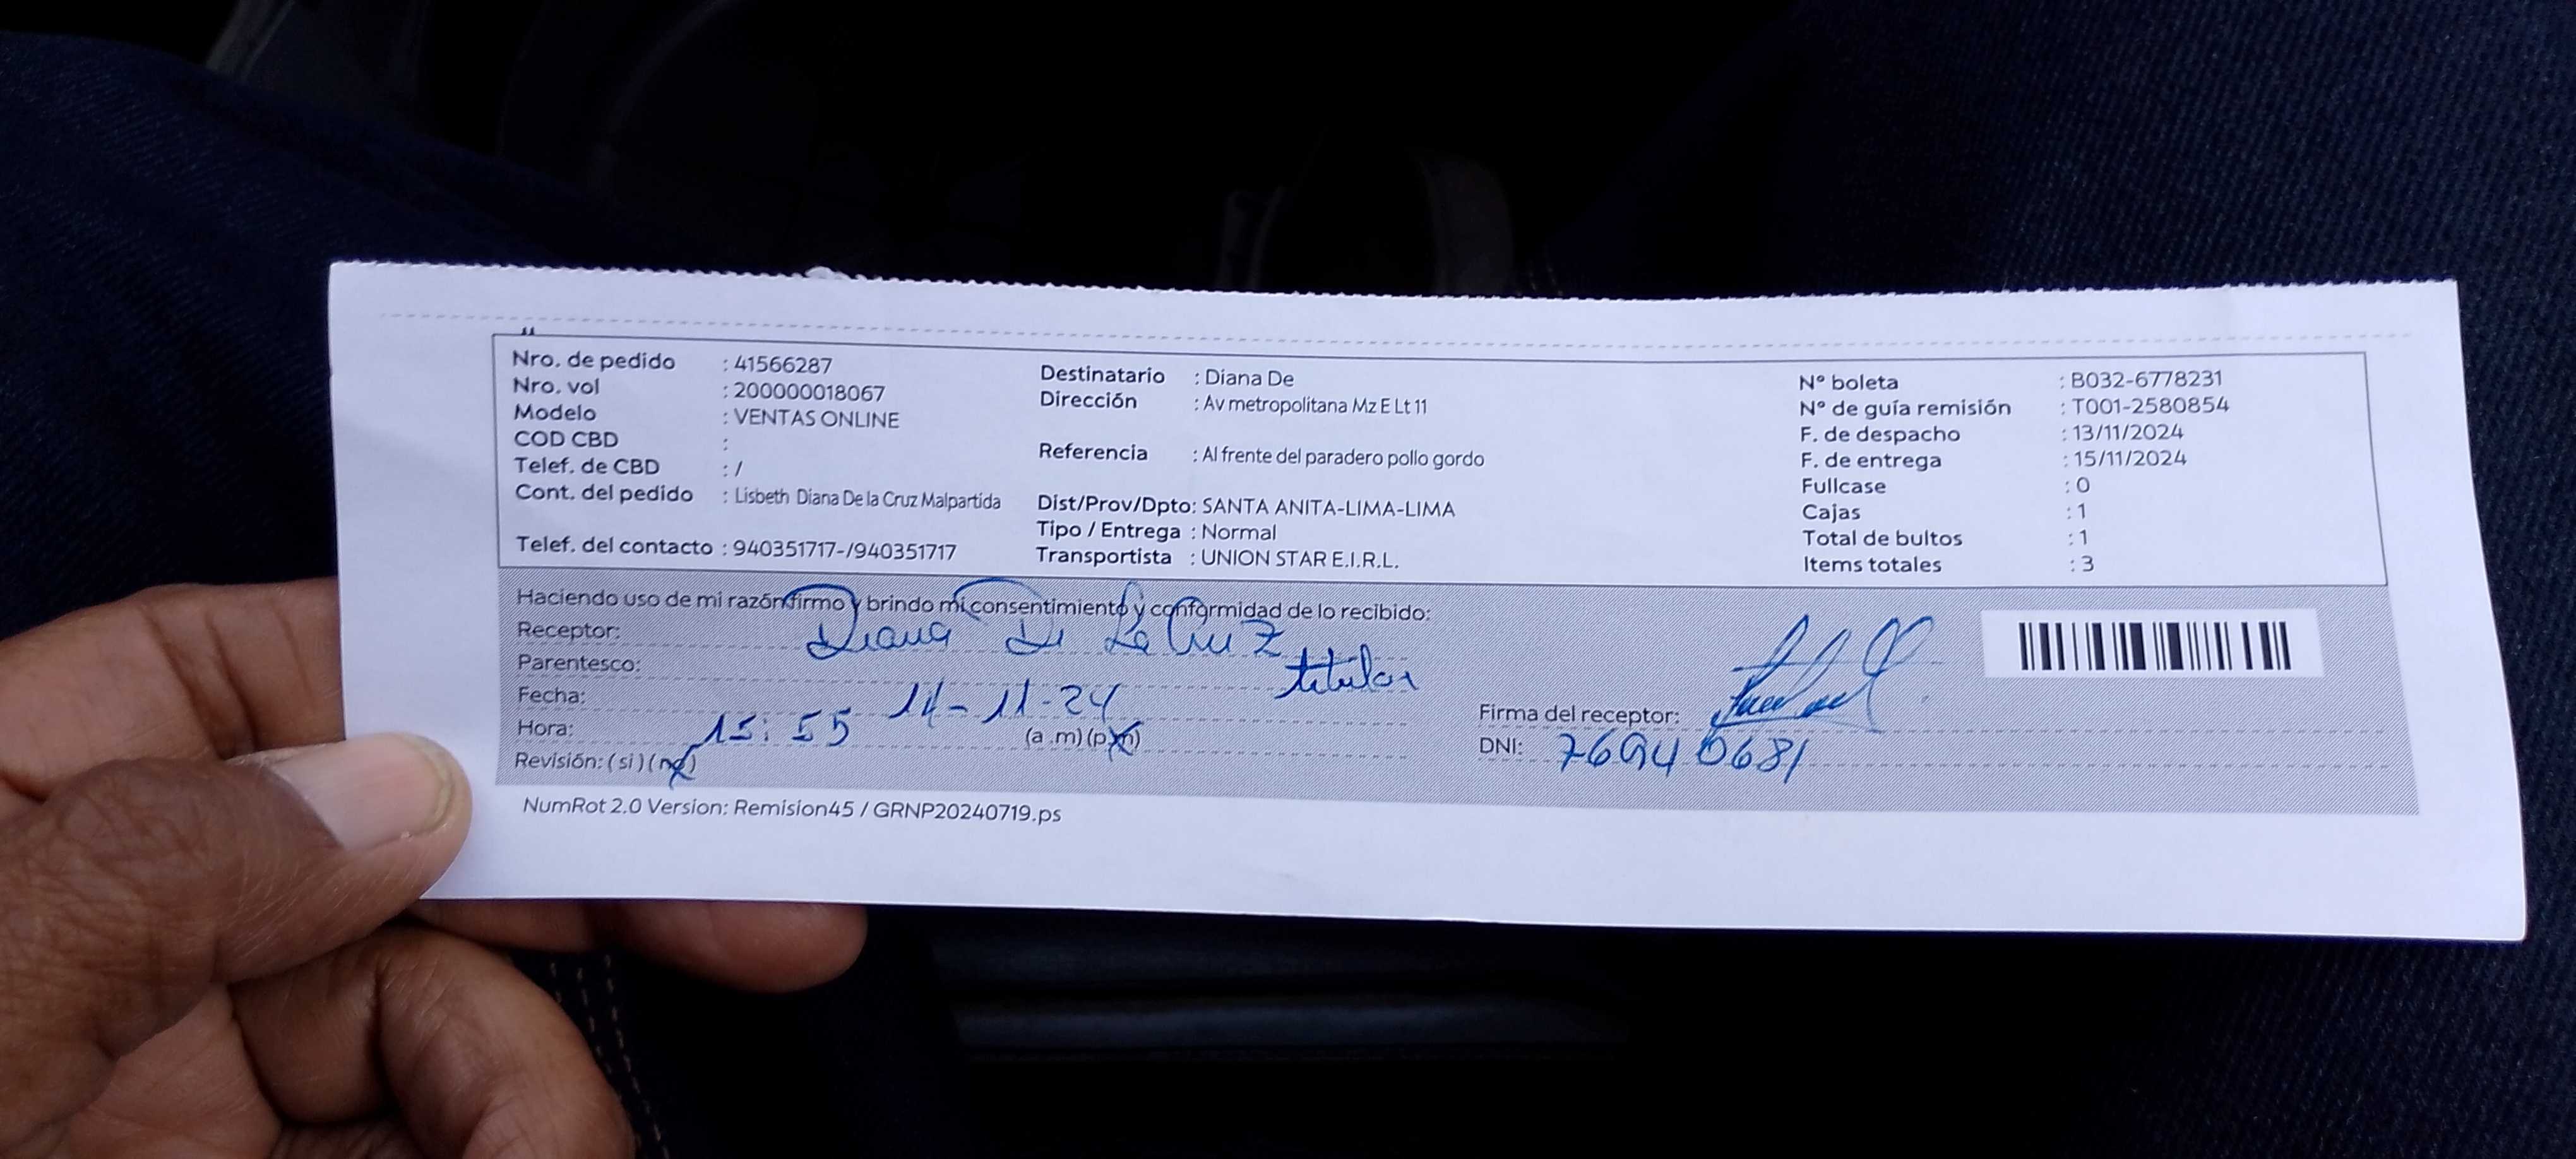 Nro. de pedido : 41566287
Nro. vol : 200000018067
Modelo : VENTAS ONLINE
COD CBD :
Telef. de CBD : /
Cont. del pedido : Lisbeth Diana De la Cruz Malpartida
Telef. del contacto : 940351717-/940351717
Destinatario : Diana De
Dirección : Av metropolitana Mz E Lt 11
Referencia : Al frente del paradero pollo gordo
Dist/Prov/Dpto: SANTA ANITA-LIMA-LIMA
Tipo / Entrega : Normal
Transportista : UNION STAR E.I.R.L.
Nº boleta : B032-6778231
Nº de guía remisión : T001-2580854
F. de despacho : 13/11/2024
F. de entrega : 15/11/2024
Fullcase : 0
Cajas : 1
Total de bultos : 1
Items totales : 3
Haciendo uso de mi razón firmo y brindo mi consentimiento y conformidad de lo recibido:
Receptor: Diana De La Cruz
Parentesco: titular
Fecha: 14-11-24
Hora: 15:55 (a.m)(p.m)
Revisión: (si)(no)
Firma del receptor:
DNI: 76940681
NumRot 2.0 Version: Remision45 / GRNP20240719.ps